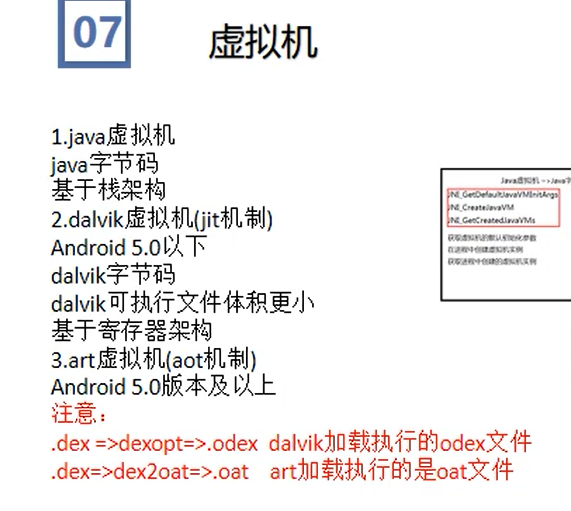 07
虚拟机
1.java虚拟机
java字节码
基于栈架构
2.dalvik虚拟机(jit机制)
Android 5.0以下
dalvik字节码
dalvik可执行文件体积更小
基于寄存器架构
3.art虚拟机(aot机制)
Android 5.0版本及以上
注意：
.dex =>dexopt=>.odex dalvik加载执行的odex文件
.dex=>dex2oat=>.oat art加载执行的是oat文件
Java虚拟机 =>Java字
JNI_GetDefaultJavaVMInitArgs
JNI_CreateJavaVM
JNI_GetCreatedJavaVMs
获取虚拟机的默认初始化参数
在进程中创建虚拟机实例
获取进程中创建的虚拟机实例